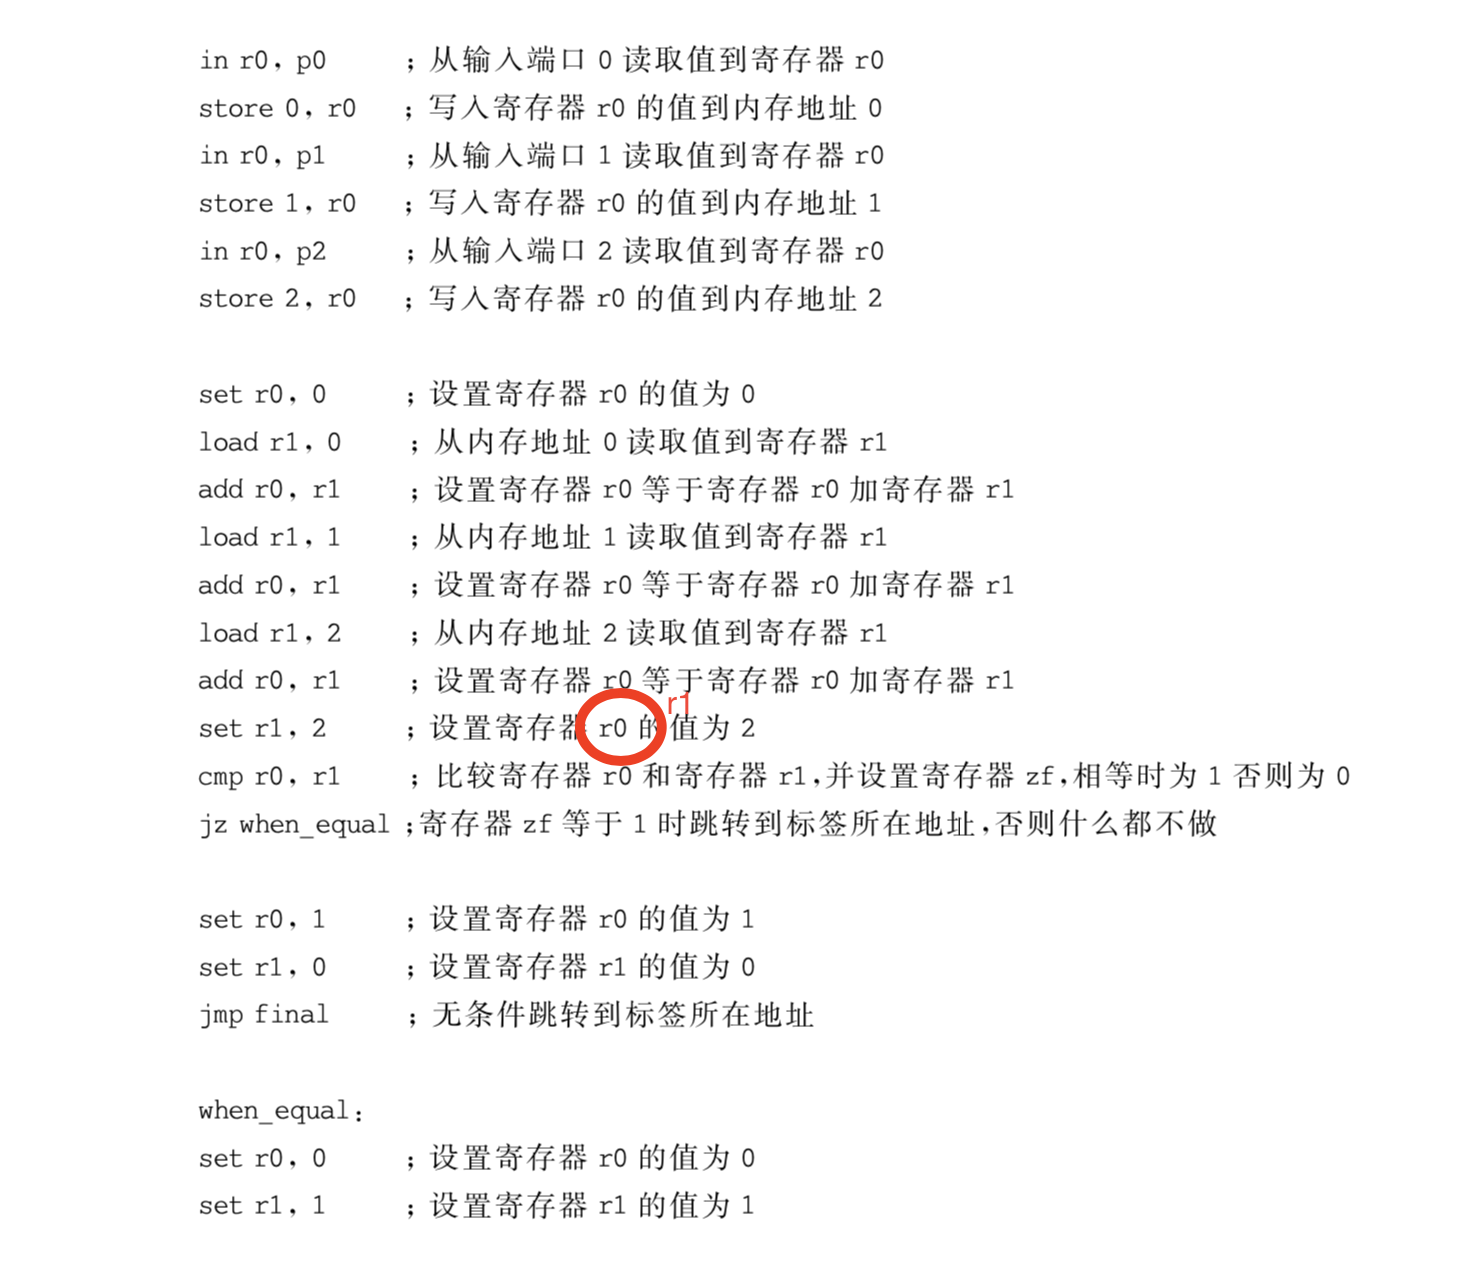 in r0, p0 ; 从输入端口 0 读取值到寄存器 r0
store 0, r0 ; 写入寄存器 r0 的值到内存地址 0
in r0, p1 ; 从输入端口 1 读取值到寄存器 r0
store 1, r0 ; 写入寄存器 r0 的值到内存地址 1
in r0, p2 ; 从输入端口 2 读取值到寄存器 r0
store 2, r0 ; 写入寄存器 r0 的值到内存地址 2
set r0, 0 ; 设置寄存器 r0 的值为 0
load r1, 0 ; 从内存地址 0 读取值到寄存器 r1
add r0, r1 ; 设置寄存器 r0 等于寄存器 r0 加寄存器 r1
load r1, 1 ; 从内存地址 1 读取值到寄存器 r1
add r0, r1 ; 设置寄存器 r0 等于寄存器 r0 加寄存器 r1
load r1, 2 ; 从内存地址 2 读取值到寄存器 r1
add r0, r1 ; 设置寄存器 r0 等于寄存器 r0 加寄存器 r1
r1
set r1, 2 ; 设置寄存器 r0 的值为 2
cmp r0, r1 ; 比较寄存器 r0 和寄存器 r1,并设置寄存器 zf,相等时为 1 否则为 0
jz when_equal ;寄存器 zf 等于 1 时跳转到标签所在地址,否则什么都不做
set r0, 1 ; 设置寄存器 r0 的值为 1
set r1, 0 ; 设置寄存器 r1 的值为 0
jmp final ; 无条件跳转到标签所在地址
when_equal:
set r0, 0 ; 设置寄存器 r0 的值为 0
set r1, 1 ; 设置寄存器 r1 的值为 1